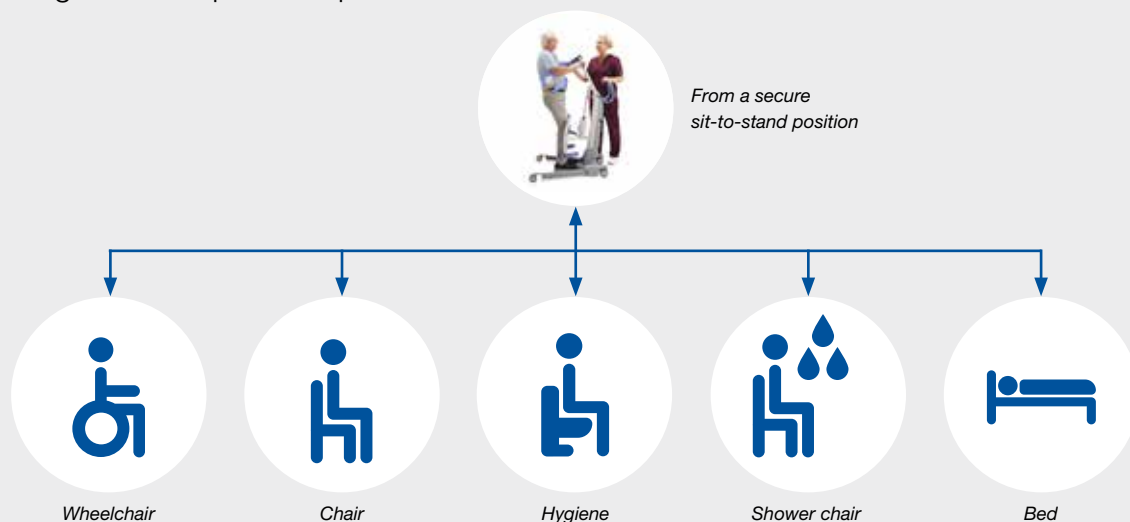 From a secure
sit-to-stand position
Wheelchair
Chair
Hygiene
Shower chair
Bed